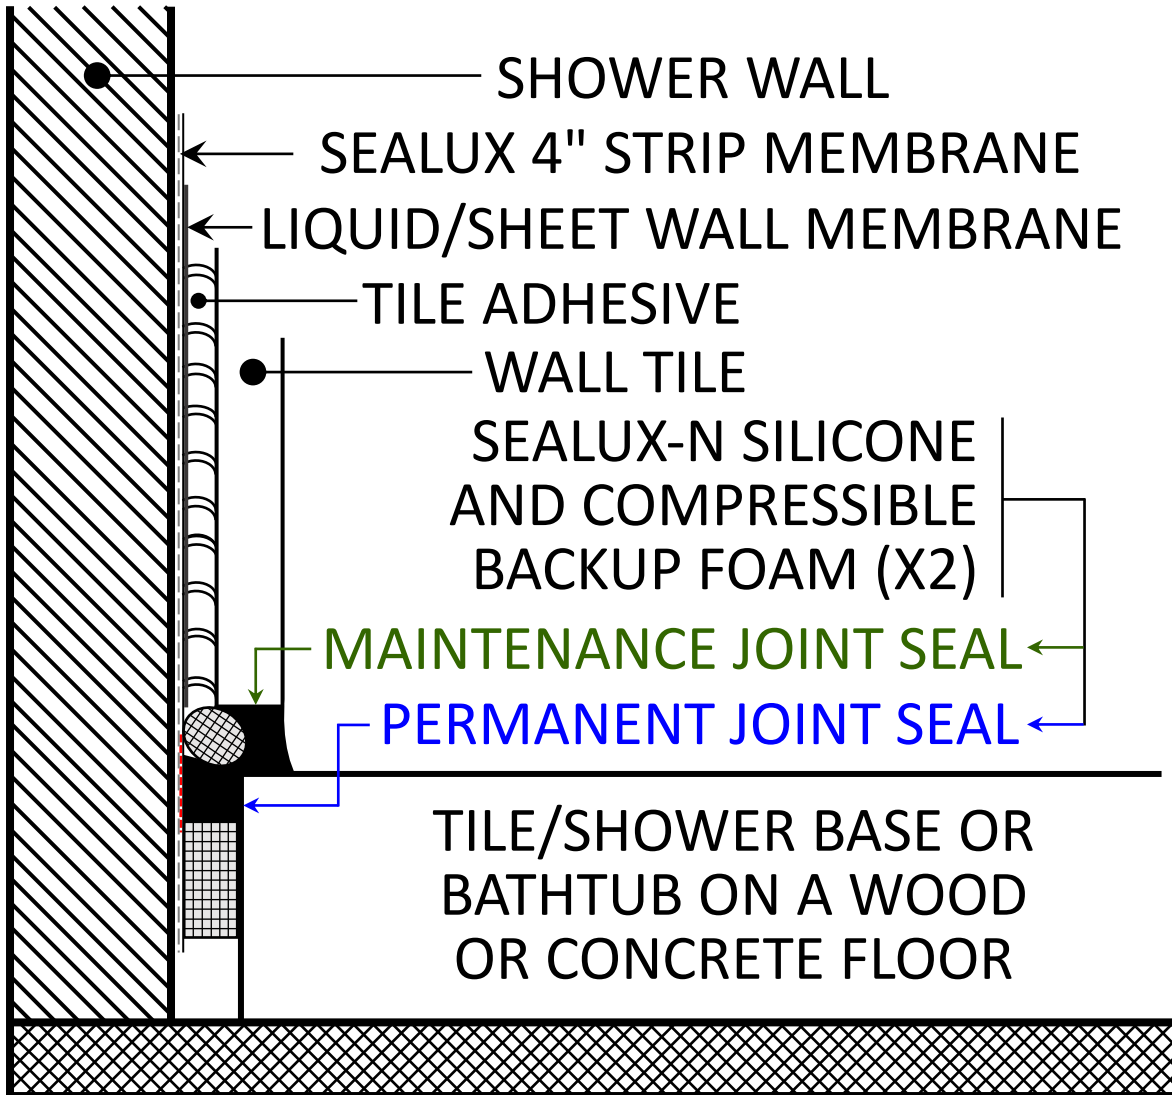 SHOWER WALL
SEALUX 4" STRIP MEMBRANE
LIQUID/SHEET WALL MEMBRANE
TILE ADHESIVE
WALL TILE
SEALUX-N SILICONE
AND COMPRESSIBLE
BACKUP FOAM (X2)
MAINTENANCE JOINT SEAL
PERMANENT JOINT SEAL
TILE/SHOWER BASE OR
BATHTUB ON A WOOD
OR CONCRETE FLOOR